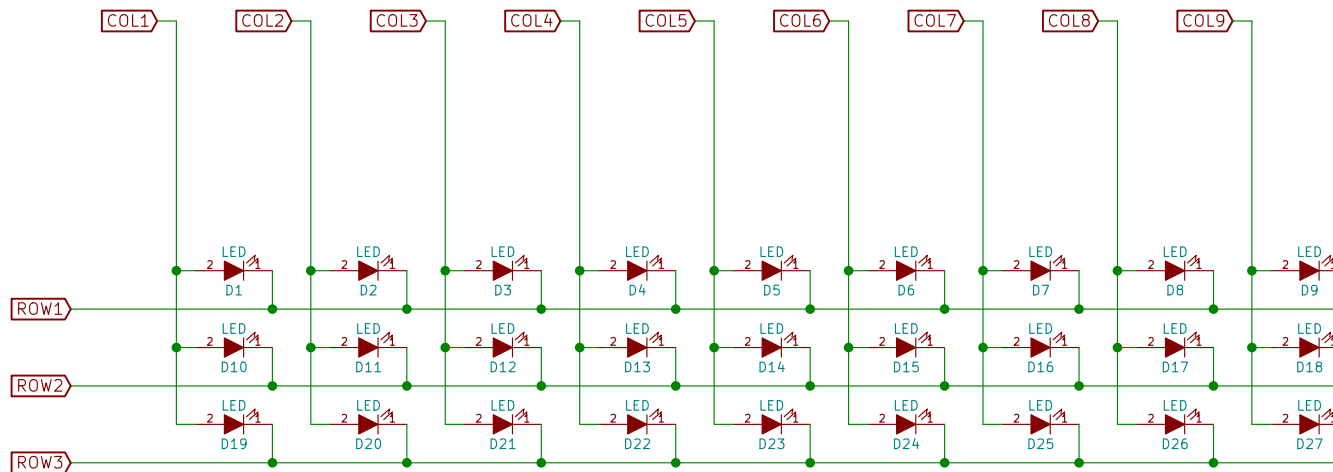 COL1 COL2 COL3 COL4 COL5 COL6 COL7 COL8 COL9
LED LED LED LED LED LED LED LED LED
2 1 2 1 2 1 2 1 2 1 2 1 2 1 2 1 2 1
D1 D2 D3 D4 D5 D6 D7 D8 D9
ROW1
LED LED LED LED LED LED LED LED LED
2 1 2 1 2 1 2 1 2 1 2 1 2 1 2 1 2 1
D10 D11 D12 D13 D14 D15 D16 D17 D18
ROW2
LED LED LED LED LED LED LED LED LED
2 1 2 1 2 1 2 1 2 1 2 1 2 1 2 1 2 1
D19 D20 D21 D22 D23 D24 D25 D26 D27
ROW3